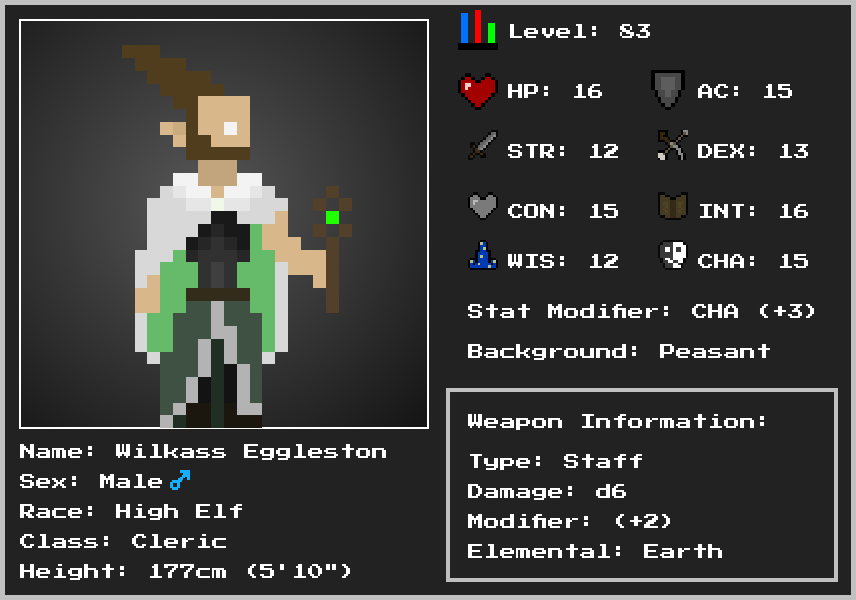 Level: 83
HP: 16
AC: 15
STR: 12
DEX: 13
CON: 15
INT: 16
WIS: 12
CHA: 15
Stat Modifier: CHA (+3)
Background: Peasant
Weapon Information:
Type: Staff
Damage: d6
Modifier: (+2)
Elemental: Earth
Name: Wilkass Eggleston
Sex: Male♂
Race: High Elf
Class: Cleric
Height: 177cm (5'10")